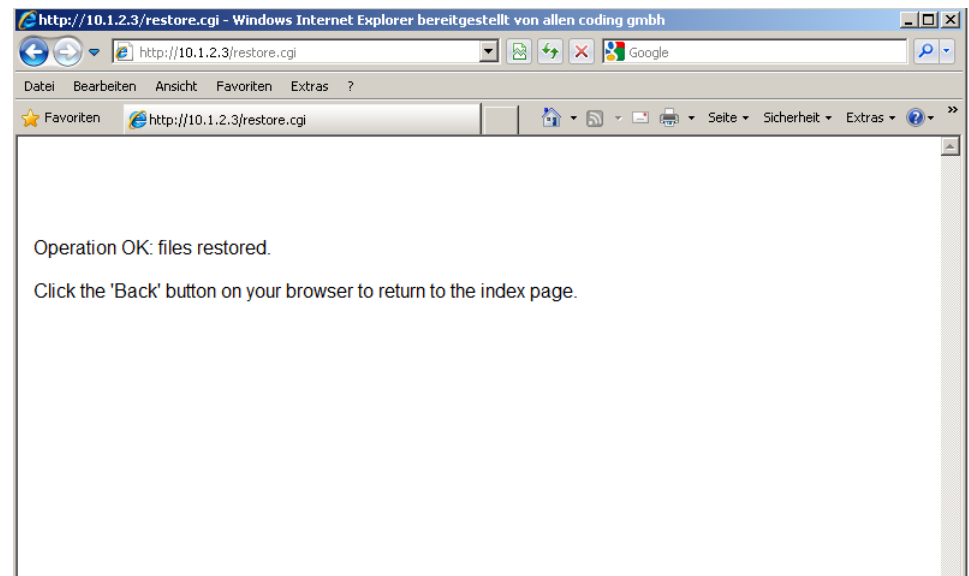 http://10.1.2.3/restore.cgi - Windows Internet Explorer bereitgestellt von allen coding gmbh
http://10.1.2.3/restore.cgi Google
Datei Bearbeiten Ansicht Favoriten Extras ?
Favoriten http://10.1.2.3/restore.cgi Seite Sicherheit Extras »
Operation OK: files restored.
Click the 'Back' button on your browser to return to the index page.